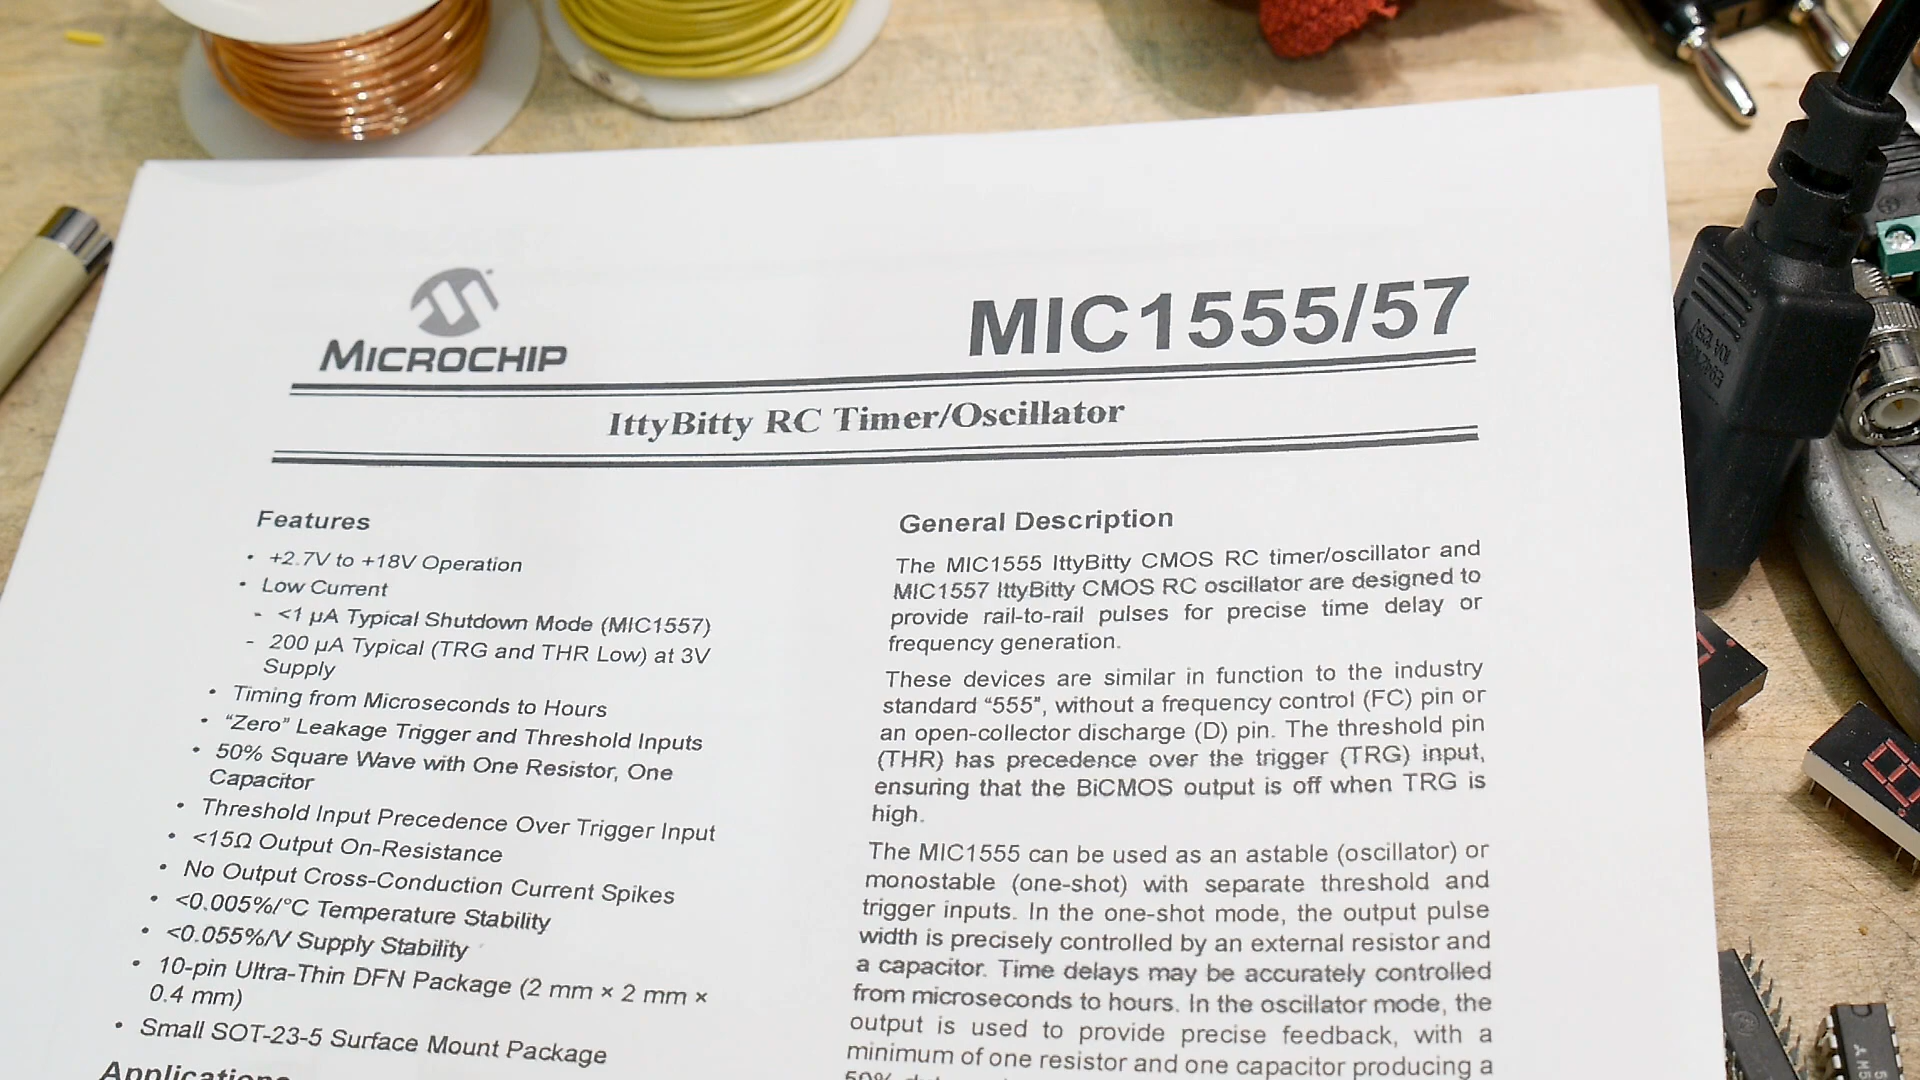 MICROCHIP
MIC1555/57
IttyBitty RC Timer/Oscillator
Features
• +2.7V to +18V Operation
• Low Current
- <1 µA Typical Shutdown Mode (MIC1557)
- 200 µA Typical (TRG and THR Low) at 3V
Supply
• Timing from Microseconds to Hours
• “Zero” Leakage Trigger and Threshold Inputs
• 50% Square Wave with One Resistor, One
Capacitor
• Threshold Input Precedence Over Trigger Input
• <15Ω Output On-Resistance
• No Output Cross-Conduction Current Spikes
• <0.005%/°C Temperature Stability
• <0.055%/V Supply Stability
• 10-pin Ultra-Thin DFN Package (2 mm × 2 mm ×
0.4 mm)
• Small SOT-23-5 Surface Mount Package
Applications
General Description
The MIC1555 IttyBitty CMOS RC timer/oscillator and
MIC1557 IttyBitty CMOS RC oscillator are designed to
provide rail-to-rail pulses for precise time delay or
frequency generation.
These devices are similar in function to the industry
standard “555”, without a frequency control (FC) pin or
an open-collector discharge (D) pin. The threshold pin
(THR) has precedence over the trigger (TRG) input,
ensuring that the BiCMOS output is off when TRG is
high.
The MIC1555 can be used as an astable (oscillator) or
monostable (one-shot) with separate threshold and
trigger inputs. In the one-shot mode, the output pulse
width is precisely controlled by an external resistor and
a capacitor. Time delays may be accurately controlled
from microseconds to hours. In the oscillator mode, the
output is used to provide precise feedback, with a
minimum of one resistor and one capacitor producing a
50%